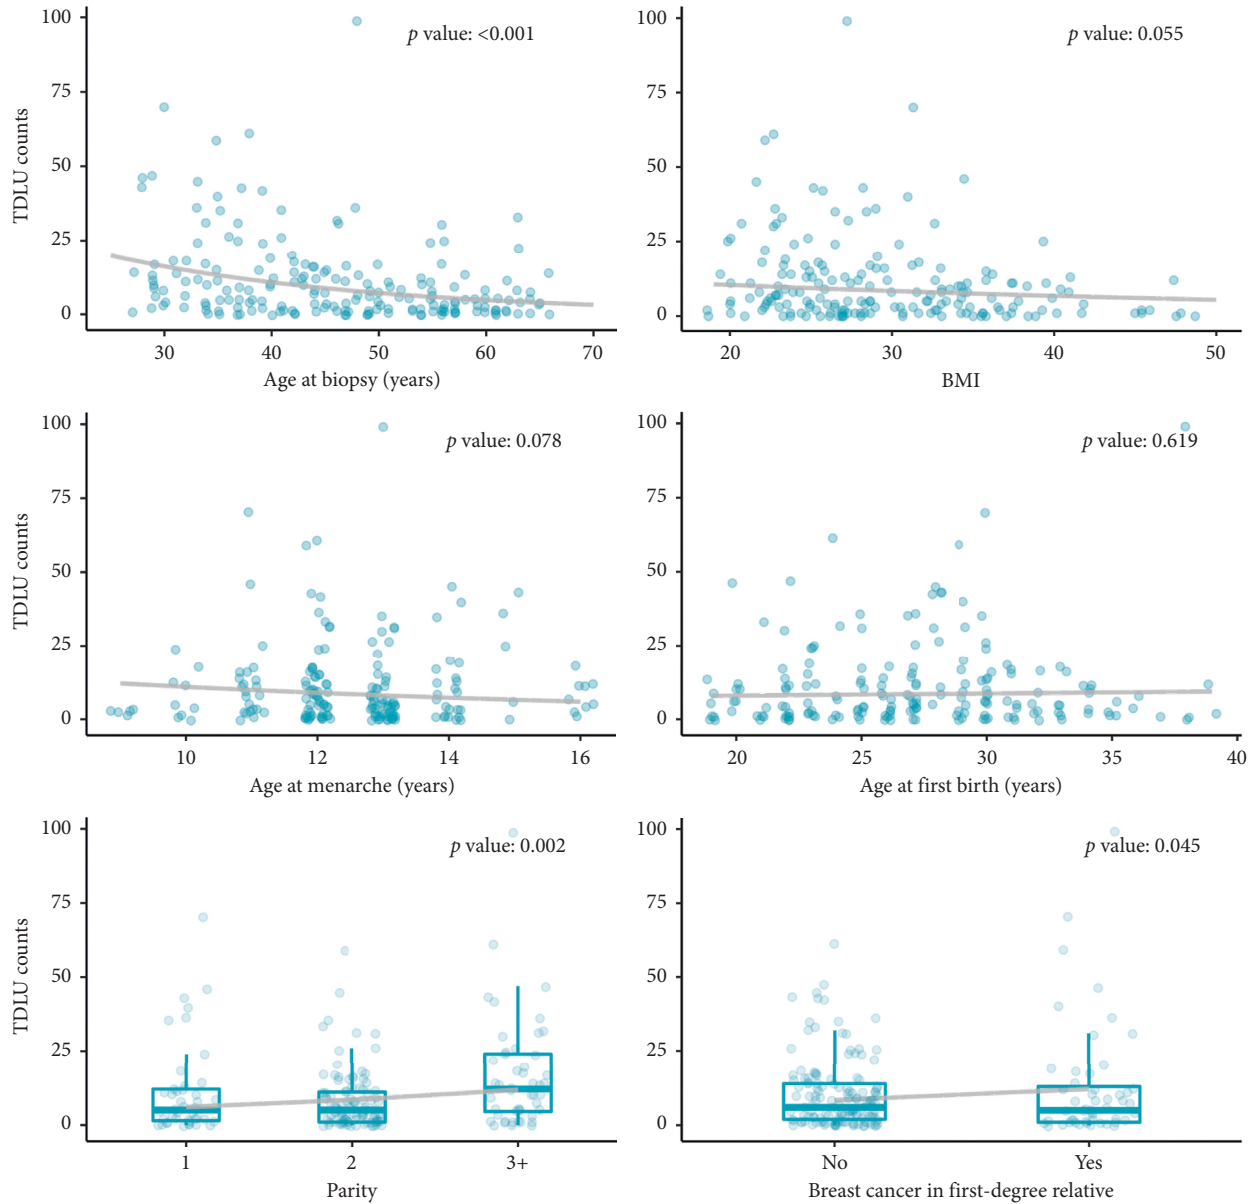 100
p value: <0.001
75
50
25
0
TDLU counts
30 40 50 60 70
Age at biopsy (years)
100
p value: 0.055
75
50
25
0
20 30 40 50
BMI
100
p value: 0.078
75
50
25
0
TDLU counts
10 12 14 16
Age at menarche (years)
100
p value: 0.619
75
50
25
0
20 25 30 35 40
Age at first birth (years)
100
p value: 0.002
75
50
25
0
TDLU counts
1 2 3+
Parity
100
p value: 0.045
75
50
25
0
No Yes
Breast cancer in first-degree relative